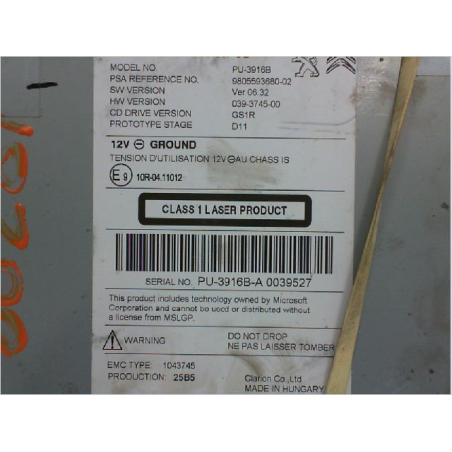 MODEL NO. PU-3916B
PSA REFERENCE NO. 9805593680-02
SW VERSION Ver 06.32
HW VERSION 039-3745-00
CD DRIVE VERSION GS1R
PROTOTYPE STAGE D11
12V ⊖ GROUND
TENSION D'UTILISATION 12V ⊖AU CHASS IS
E9 10R-04.11012
CLASS 1 LASER PRODUCT
SERIAL NO. PU-3916B-A 0039527
This product includes technology owned by Microsoft
Corporation and cannot be used or distributed without
a license from MSLGP.
WARNING DO NOT DROP
NE PAS LAISSER TOMBER
EMC TYPE: 1043745
PRODUCTION: 25B5 Clarion Co.,Ltd
MADE IN HUNGARY